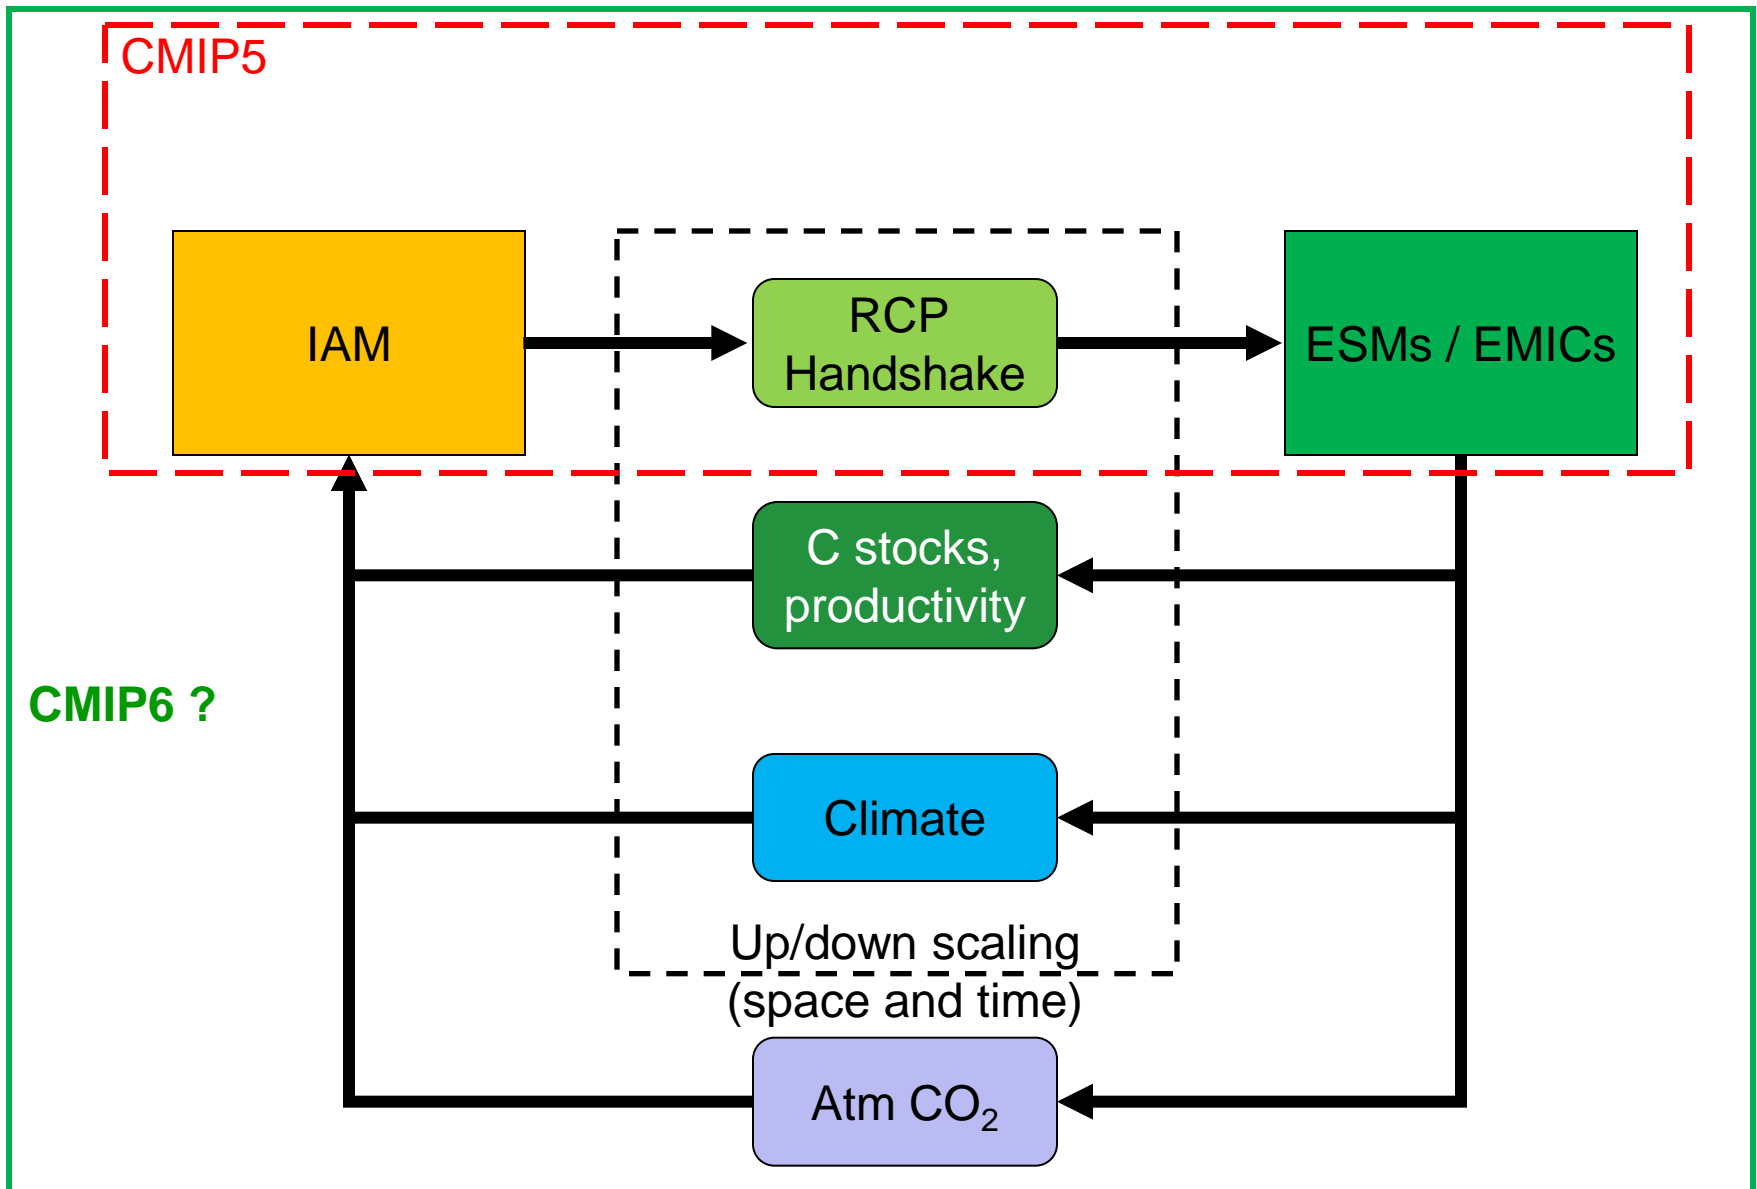 CMIP5
IAM
RCP
Handshake
ESMs / EMICs
C stocks,
productivity
CMIP6 ?
Climate
Up/down scaling
(space and time)
Atm CO₂